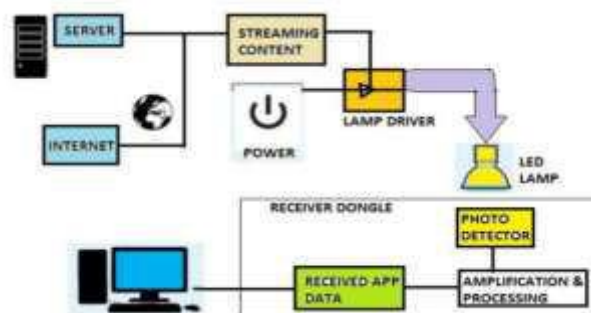 SERVER
STREAMING
CONTENT
INTERNET
POWER
LAMP DRIVER
LED
LAMP
RECEIVER DONGLE
PHOTO
DETECTOR
RECEIVED APP
DATA
AMPLIFICATION &
PROCESSING